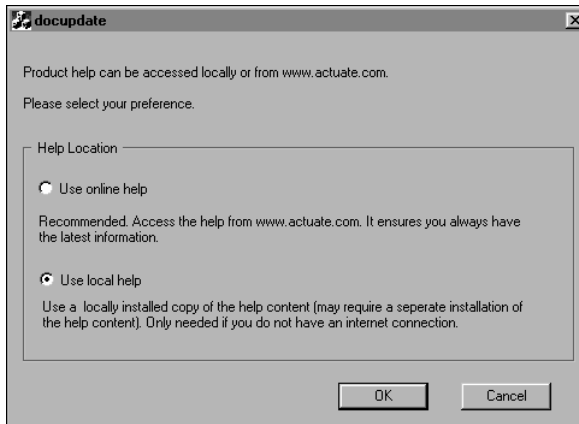 docupdate
Product help can be accessed locally or from www.actuate.com.
Please select your preference.
Help Location
Use online help
Recommended. Access the help from www.actuate.com. It ensures you always have
the latest information.
Use local help
Use a locally installed copy of the help content (may require a seperate installation of
the help content). Only needed if you do not have an internet connection.
OK
Cancel